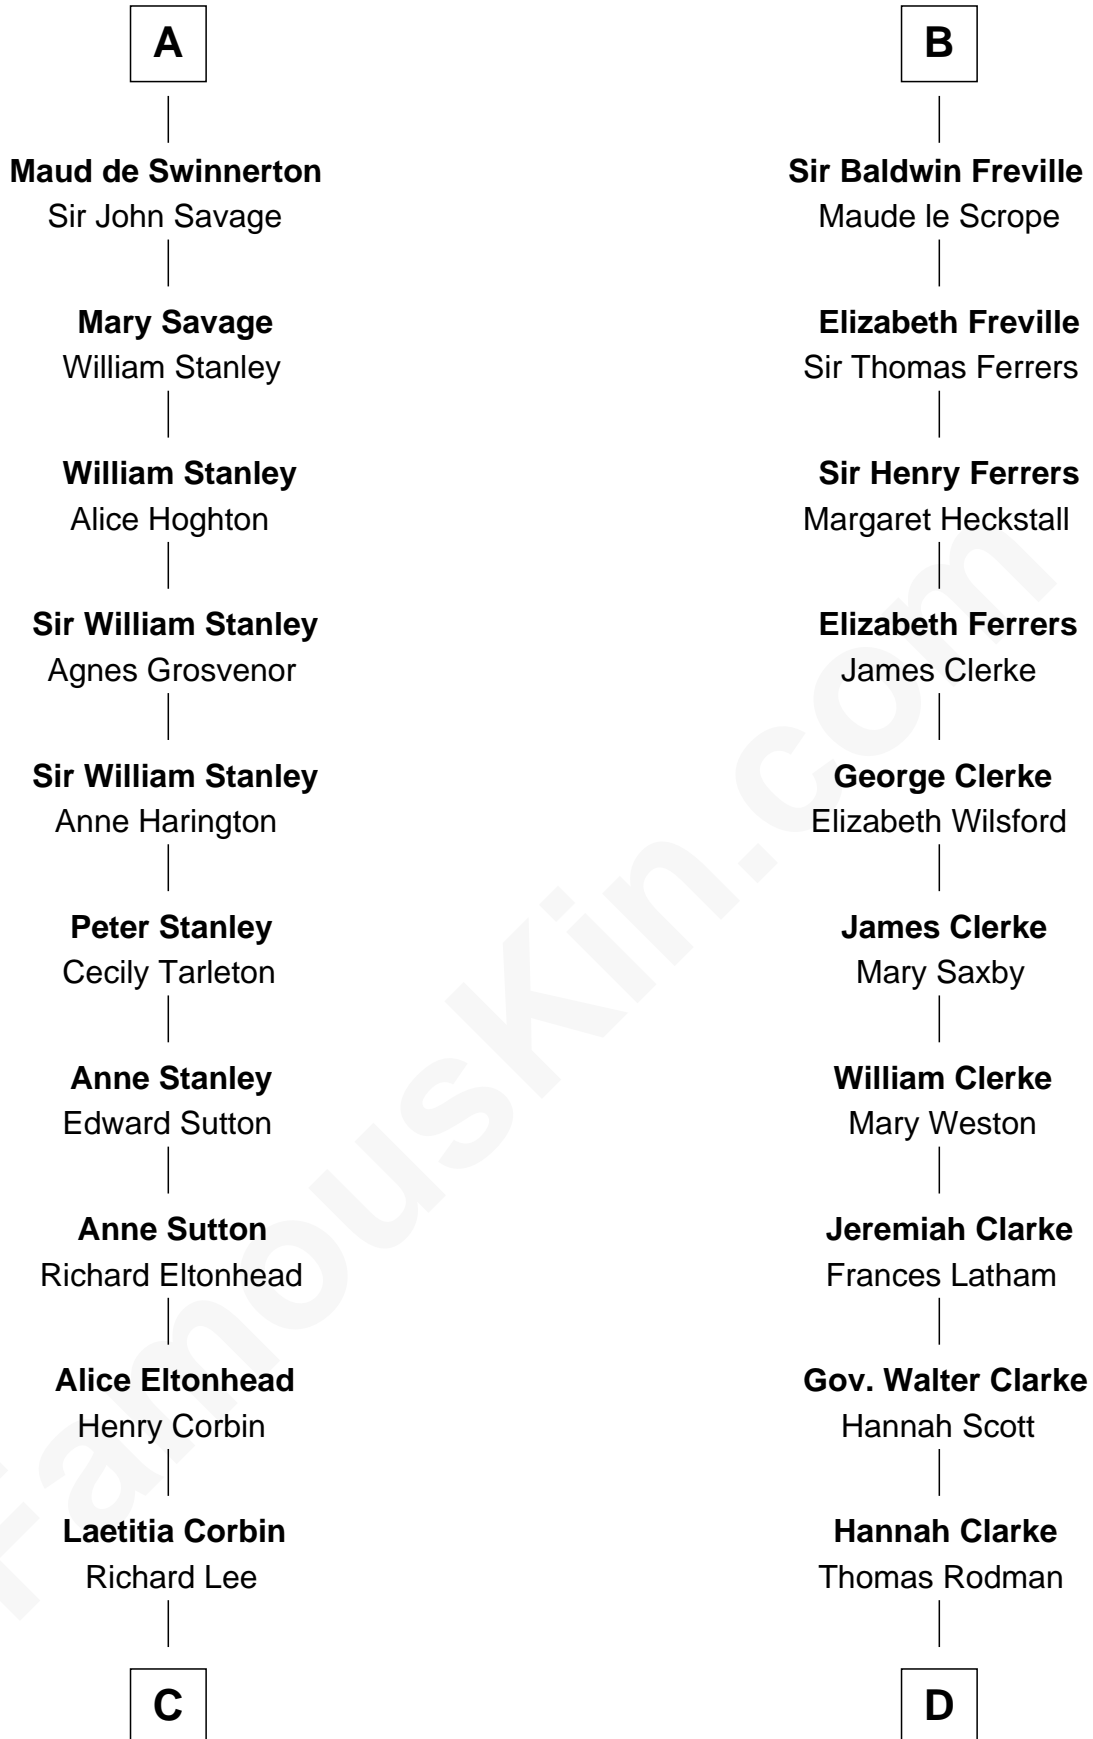 A
Maud de Swinnerton
Sir John Savage
Mary Savage
William Stanley
William Stanley
Alice Hoghton
Sir William Stanley
Agnes Grosvenor
Sir William Stanley
Anne Harington
Peter Stanley
Cecily Tarleton
Anne Stanley
Edward Sutton
Anne Sutton
Richard Eltonhead
Alice Eltonhead
Henry Corbin
Laetitia Corbin
Richard Lee
C
B
Sir Baldwin Freville
Maude le Scrope
Elizabeth Freville
Sir Thomas Ferrers
Sir Henry Ferrers
Margaret Heckstall
Elizabeth Ferrers
James Clerke
George Clerke
Elizabeth Wilsford
James Clerke
Mary Saxby
William Clerke
Mary Weston
Jeremiah Clarke
Frances Latham
Gov. Walter Clarke
Hannah Scott
Hannah Clarke
Thomas Rodman
D
FamousKin.com